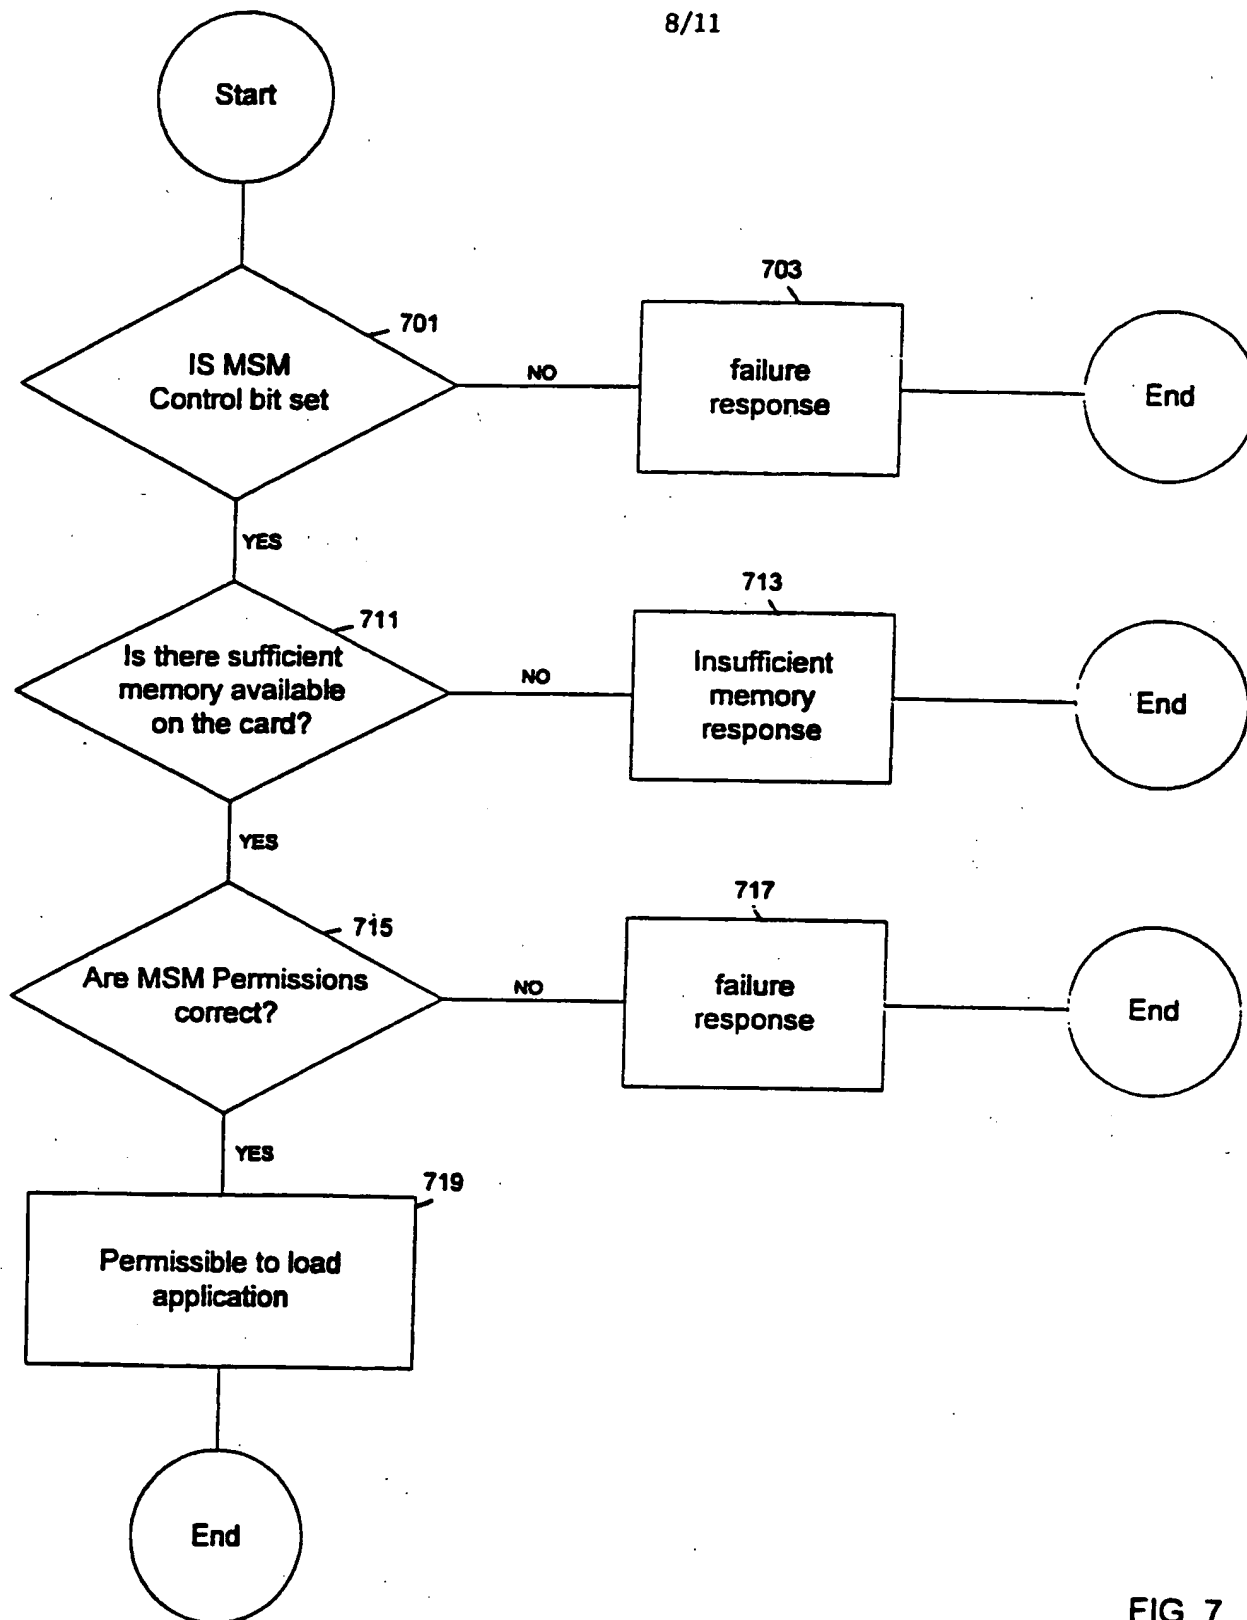 8/11
Start
701
IS MSM
Control bit set
NO
703
failure
response
End
YES
711
Is there sufficient
memory available
on the card?
NO
713
Insufficient
memory
response
End
YES
715
Are MSM Permissions
correct?
NO
717
failure
response
End
YES
719
Permissible to load
application
End
FIG. 7